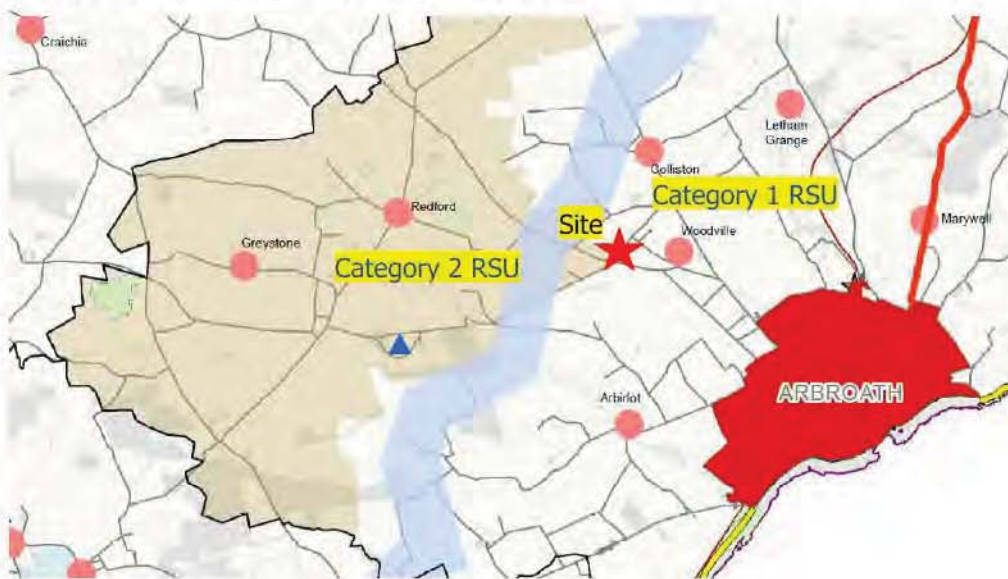 Craichie
Letham
Grange
Colliston
Category 1 RSU
Redford
Marywell
Site
Woodville
Greystone
Category 2 RSU
ARBROATH
Arbirlot